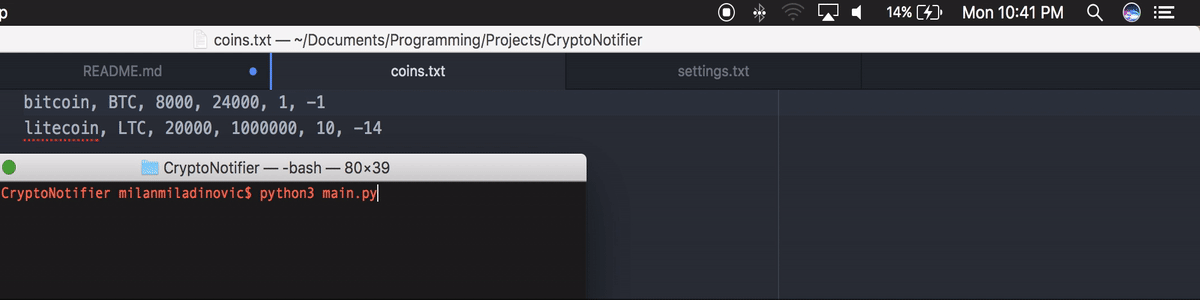 p
14% Mon 10:41 PM
coins.txt — ~/Documents/Programming/Projects/CryptoNotifier
README.md coins.txt settings.txt
bitcoin, BTC, 8000, 24000, 1, -1
litecoin, LTC, 20000, 1000000, 10, -14
CryptoNotifier — -bash — 80×39
CryptoNotifier milanmiladinovic$ python3 main.py